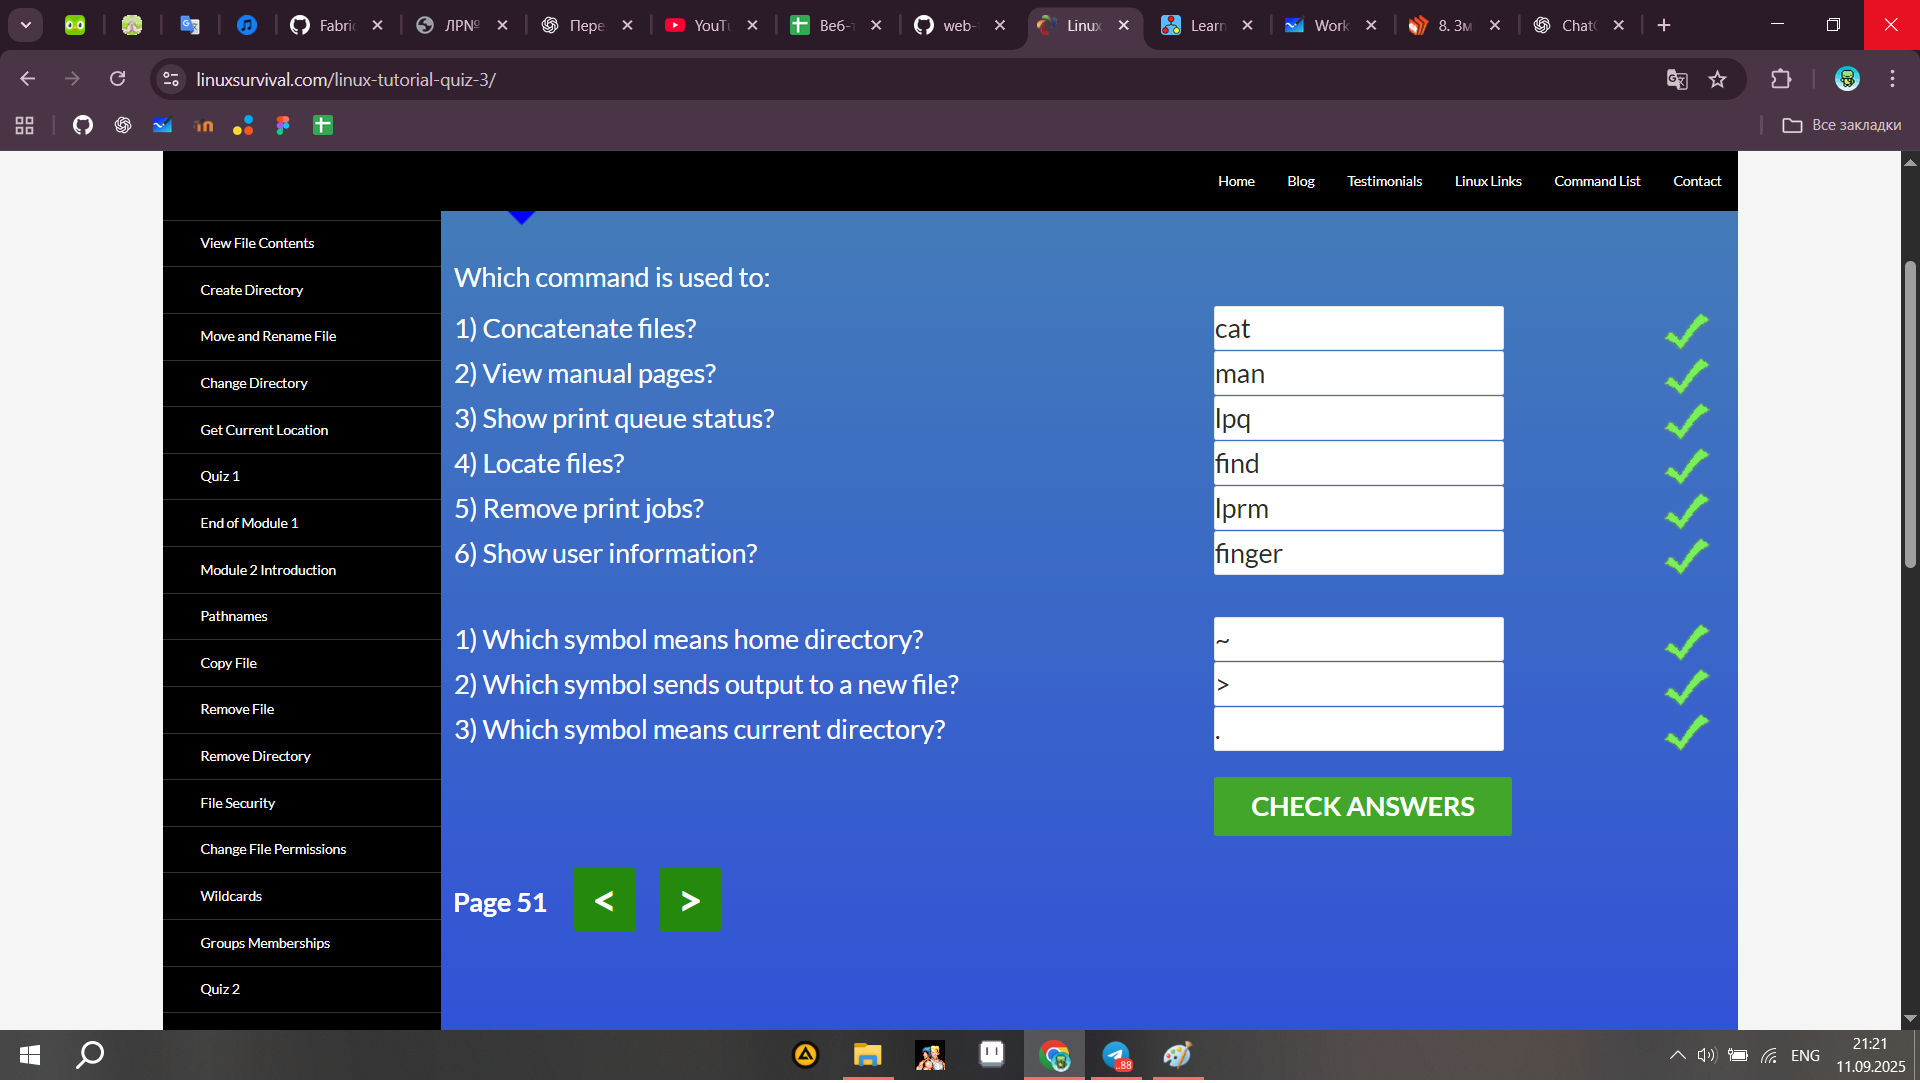 Fabric
ЛР№
Пере
YouTu
Веб-т
web-
Linux
Learn
Work
8. Зм
Chat
linuxsurvival.com/linux-tutorial-quiz-3/
Все закладки
Home
Blog
Testimonials
Linux Links
Command List
Contact
View File Contents
Create Directory
Move and Rename File
Change Directory
Get Current Location
Quiz 1
End of Module 1
Module 2 Introduction
Pathnames
Copy File
Remove File
Remove Directory
File Security
Change File Permissions
Wildcards
Groups Memberships
Quiz 2
Which command is used to:
1) Concatenate files? cat
2) View manual pages? man
3) Show print queue status? lpq
4) Locate files? find
5) Remove print jobs? lprm
6) Show user information? finger
1) Which symbol means home directory? ~
2) Which symbol sends output to a new file? >
3) Which symbol means current directory? .
CHECK ANSWERS
Page 51 < >
..88
ENG
21:21
11.09.2025